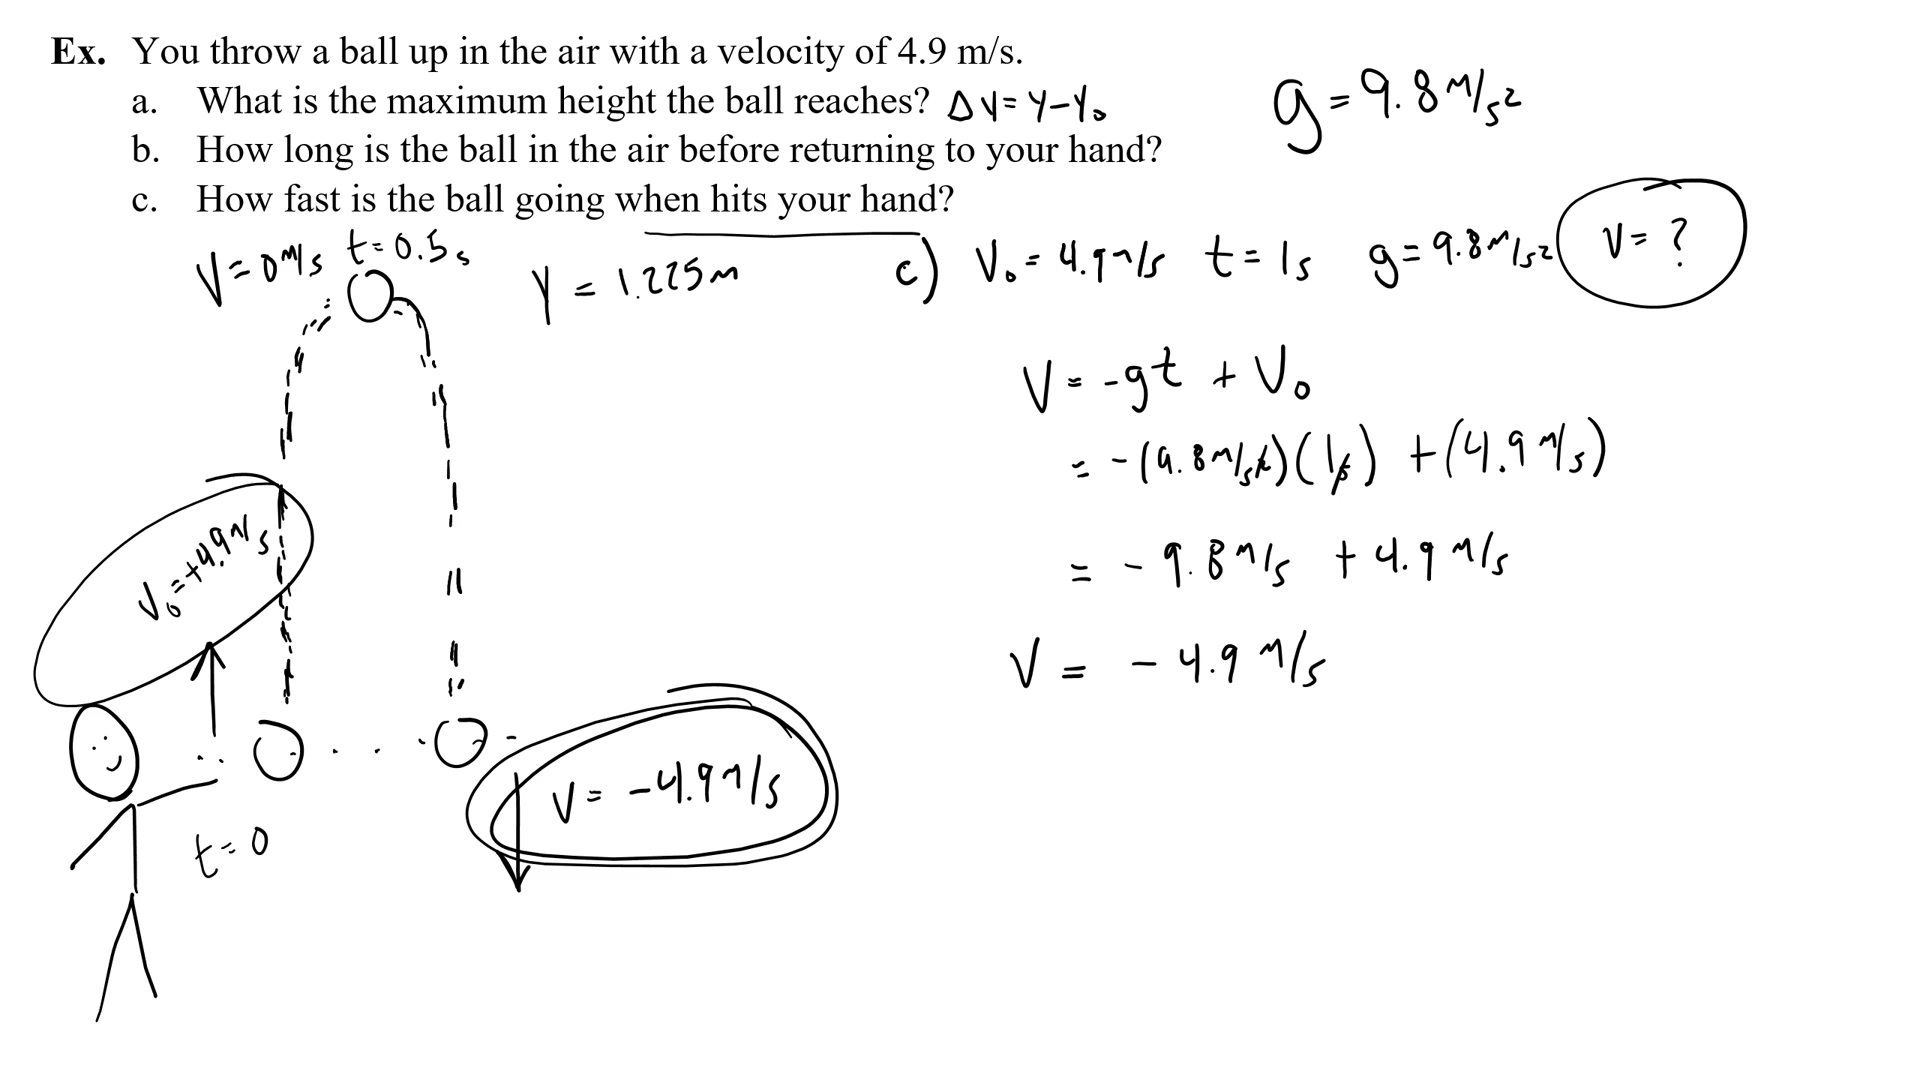 Ex. You throw a ball up in the air with a velocity of 4.9 m/s.
a. What is the maximum height the ball reaches? ΔY=Y-Y₀
b. How long is the ball in the air before returning to your hand?
c. How fast is the ball going when hits your hand?
g=9.8 m/s²
V=0 m/s t=0.5 s
Y = 1.225m
c) V₀=4.9 m/s t=1s g=9.8 m/s² V=?
V=-gt+V₀
=-(9.8 m/s²)(1s)+(4.9 m/s)
=-9.8 m/s+4.9 m/s
V=-4.9 m/s
V₀=+4.9 m/s
V=-4.9 m/s
t=0